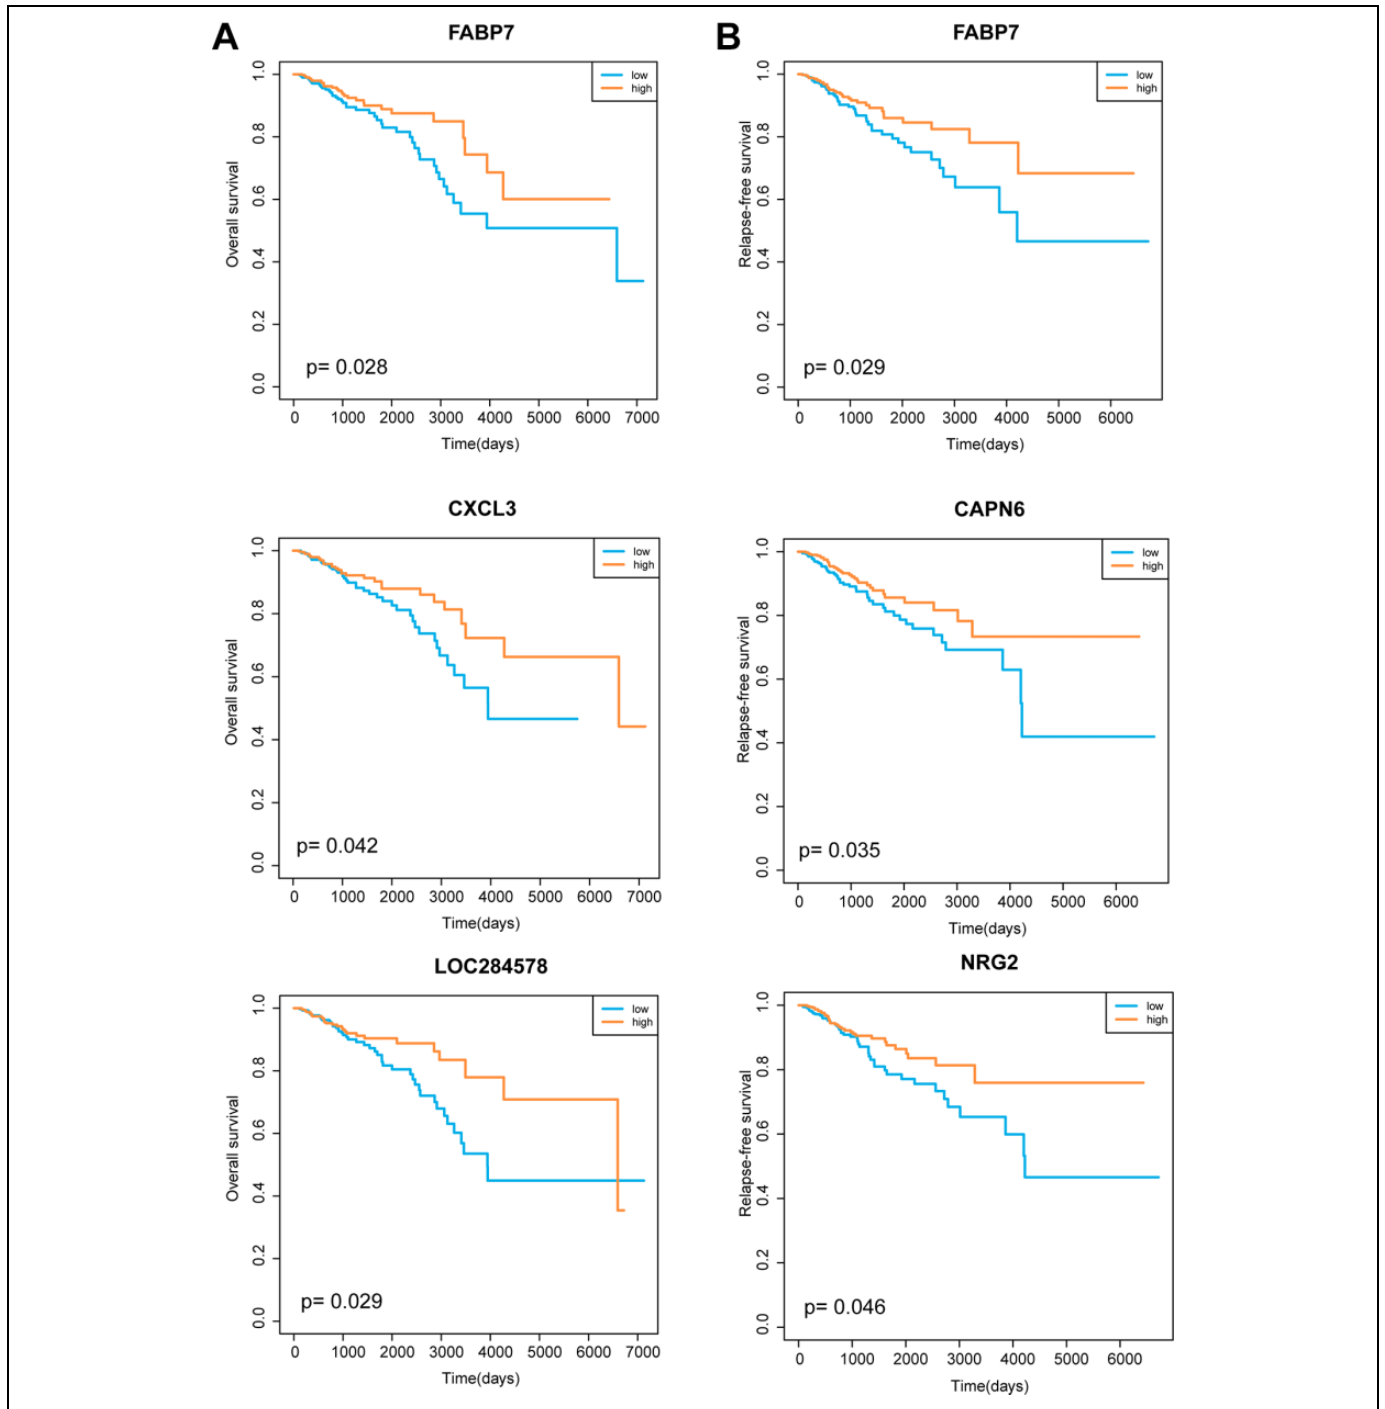 A
FABP7
low
high
Overall survival
1.0
0.8
0.6
0.4
0.2
0.0
p= 0.028
0 1000 2000 3000 4000 5000 6000 7000
Time(days)
B
FABP7
low
high
Relapse-free survival
1.0
0.8
0.6
0.4
0.2
0.0
p= 0.029
0 1000 2000 3000 4000 5000 6000
Time(days)
CXCL3
low
high
Overall survival
1.0
0.8
0.6
0.4
0.2
0.0
p= 0.042
0 1000 2000 3000 4000 5000 6000 7000
Time(days)
CAPN6
low
high
Relapse-free survival
1.0
0.8
0.6
0.4
0.2
0.0
p= 0.035
0 1000 2000 3000 4000 5000 6000
Time(days)
LOC284578
low
high
Overall survival
1.0
0.8
0.6
0.4
0.2
0.0
p= 0.029
0 1000 2000 3000 4000 5000 6000 7000
Time(days)
NRG2
low
high
Relapse-free survival
1.0
0.8
0.6
0.4
0.2
0.0
p= 0.046
0 1000 2000 3000 4000 5000 6000
Time(days)